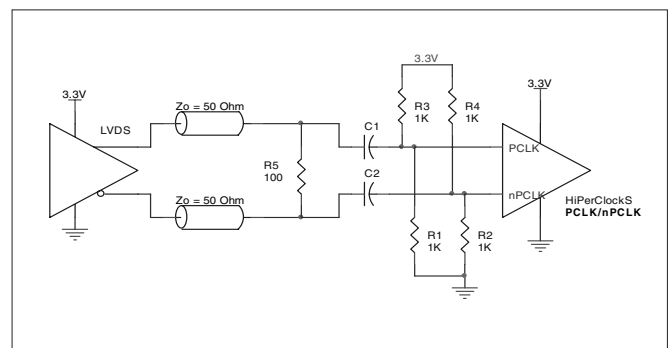 3.3V
3.3V
3.3V
Zo = 50 Ohm
LVDS
C1
R3
1K
R4
1K
PCLK
R5
100
C2
nPCLK
Zo = 50 Ohm
HiPerClockS
PCLK/nPCLK
R1
1K
R2
1K